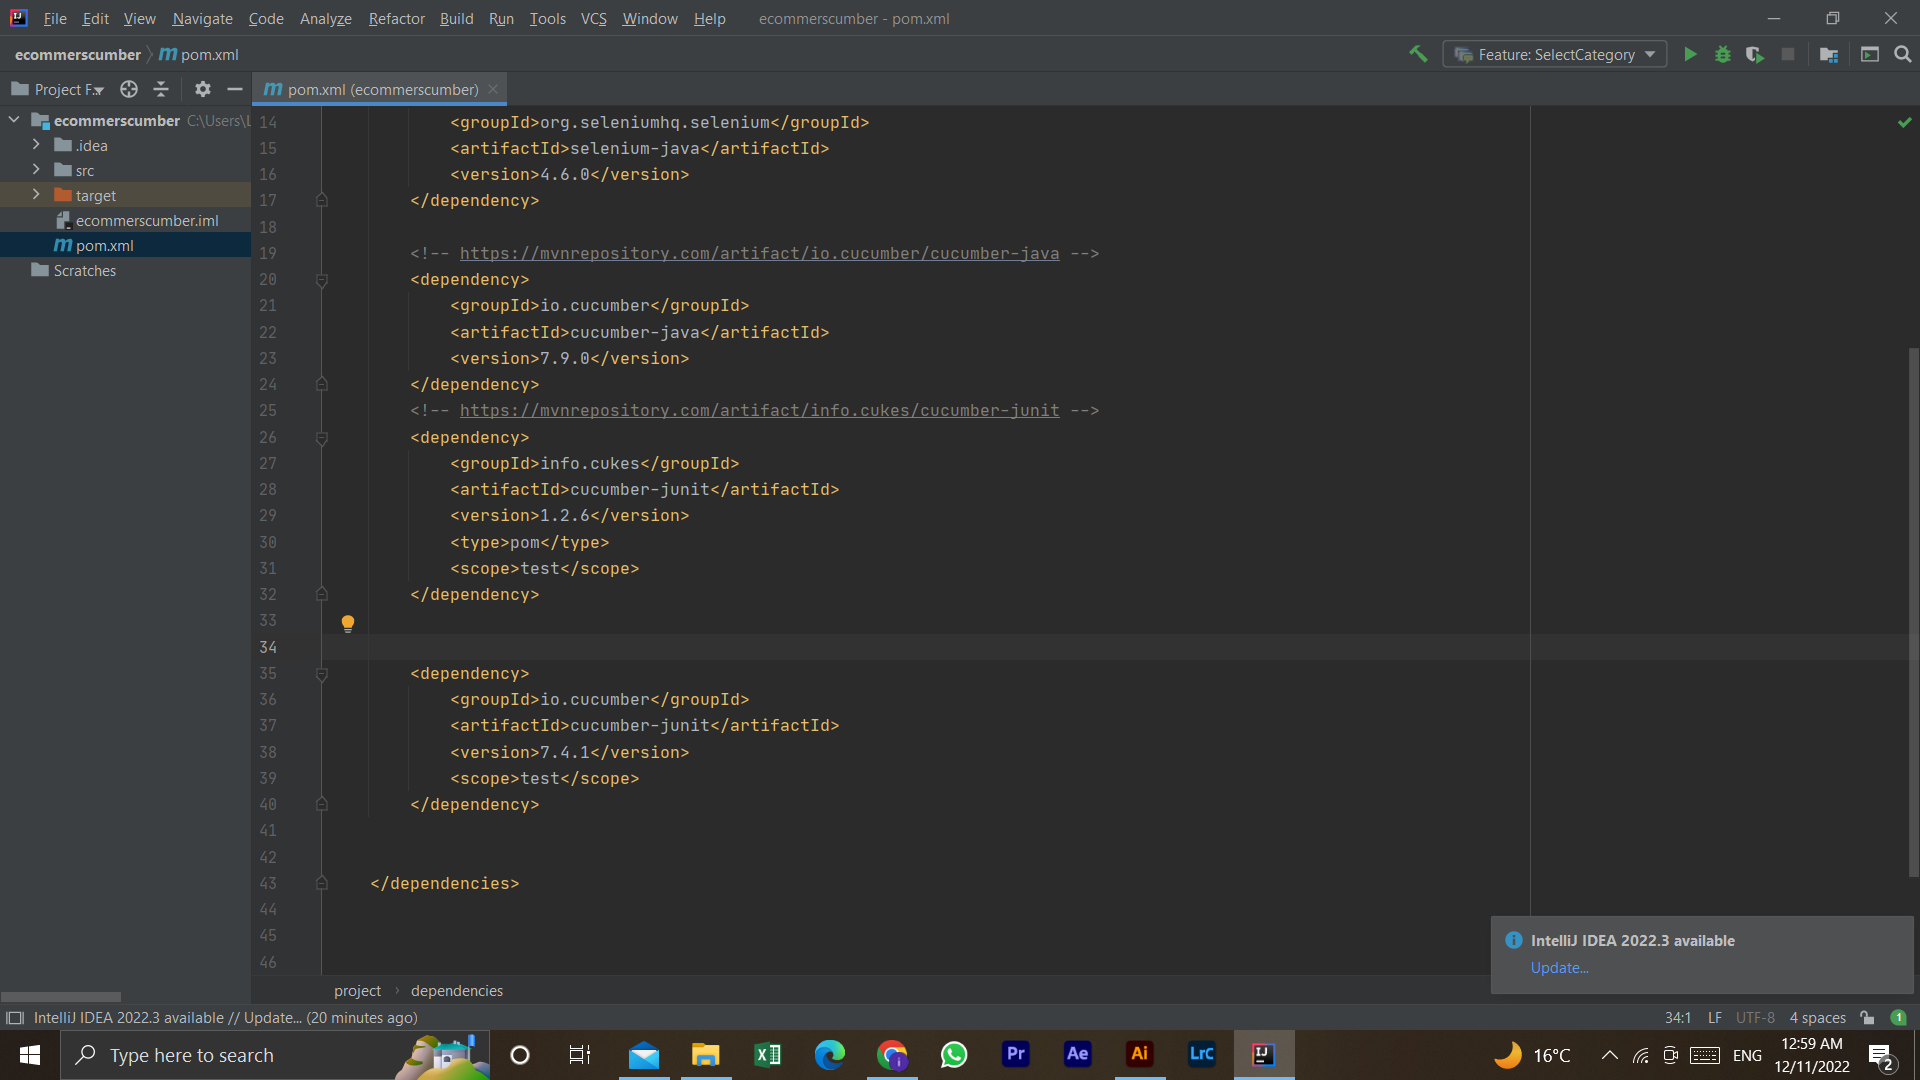 File Edit View Navigate Code Analyze Refactor Build Run Tools VCS Window Help ecommerscumber - pom.xml
ecommerscumber m pom.xml
Feature: SelectCategory
Project F...
m pom.xml (ecommerscumber)
ecommerscumber C:\Users\L
.idea
src
target
ecommerscumber.iml
m pom.xml
Scratches
14 <groupId>org.seleniumhq.selenium</groupId>
15 <artifactId>selenium-java</artifactId>
16 <version>4.6.0</version>
17 </dependency>
18
19 <!-- https://mvnrepository.com/artifact/io.cucumber/cucumber-java -->
20 <dependency>
21 <groupId>io.cucumber</groupId>
22 <artifactId>cucumber-java</artifactId>
23 <version>7.9.0</version>
24 </dependency>
25 <!-- https://mvnrepository.com/artifact/info.cukes/cucumber-junit -->
26 <dependency>
27 <groupId>info.cukes</groupId>
28 <artifactId>cucumber-junit</artifactId>
29 <version>1.2.6</version>
30 <type>pom</type>
31 <scope>test</scope>
32 </dependency>
33
34
35 <dependency>
36 <groupId>io.cucumber</groupId>
37 <artifactId>cucumber-junit</artifactId>
38 <version>7.4.1</version>
39 <scope>test</scope>
40 </dependency>
41
42
43 </dependencies>
44
45
46
IntelliJ IDEA 2022.3 available
Update...
project › dependencies
IntelliJ IDEA 2022.3 available // Update... (20 minutes ago)
34:1 LF UTF-8 4 spaces 1
Type here to search
Pr Ae Ai LrC IJ
16°C
ENG
12:59 AM
12/11/2022
2